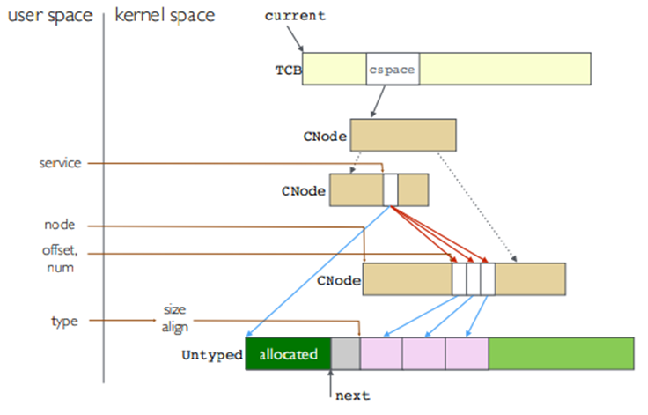 user space
kernel space
current
TCB
cspace
CNode
service
CNode
node
offset,
num
CNode
type
size
align
Untyped
allocated
next